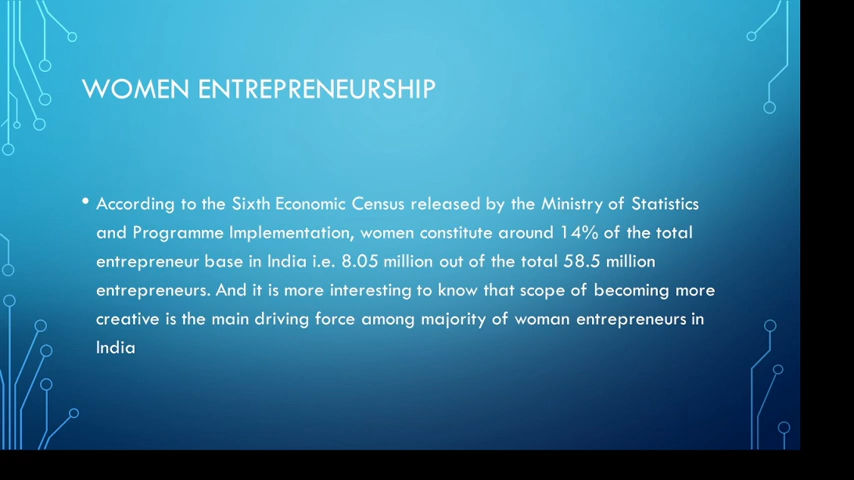 WOMEN ENTREPRENEURSHIP
• According to the Sixth Economic Census released by the Ministry of Statistics
and Programme Implementation, women constitute around 14% of the total
entrepreneur base in India i.e. 8.05 million out of the total 58.5 million
entrepreneurs. And it is more interesting to know that scope of becoming more
creative is the main driving force among majority of woman entrepreneurs in
India